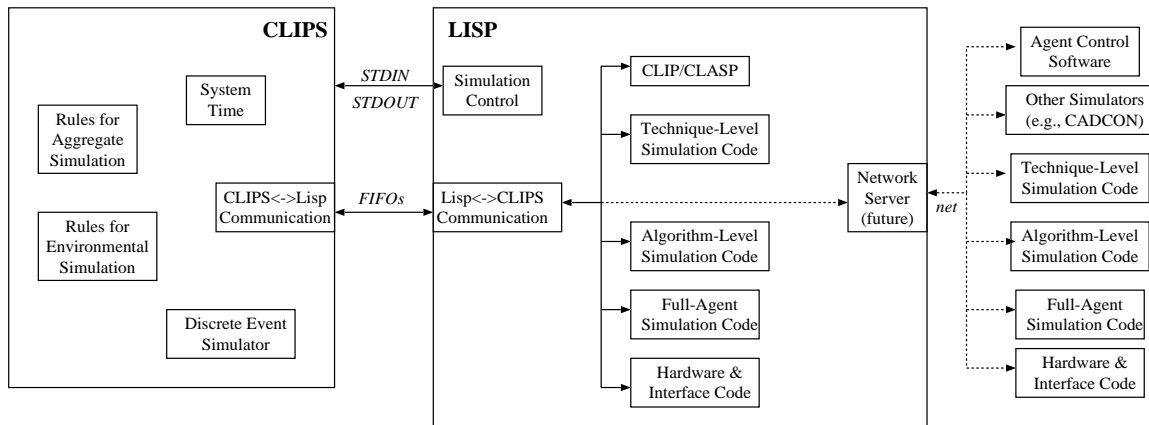 CLIPS
System
Time
Rules for
Aggregate
Simulation
CLIPS<->Lisp
Communication
Rules for
Environmental
Simulation
Discrete Event
Simulator
STDIN
STDOUT
FIFOs
LISP
Simulation
Control
Lisp<->CLIPS
Communication
CLIP/CLASP
Technique-Level
Simulation Code
Algorithm-Level
Simulation Code
Full-Agent
Simulation Code
Hardware &
Interface Code
Network
Server
(future)
net
Agent Control
Software
Other Simulators
(e.g., CADCON)
Technique-Level
Simulation Code
Algorithm-Level
Simulation Code
Full-Agent
Simulation Code
Hardware &
Interface Code